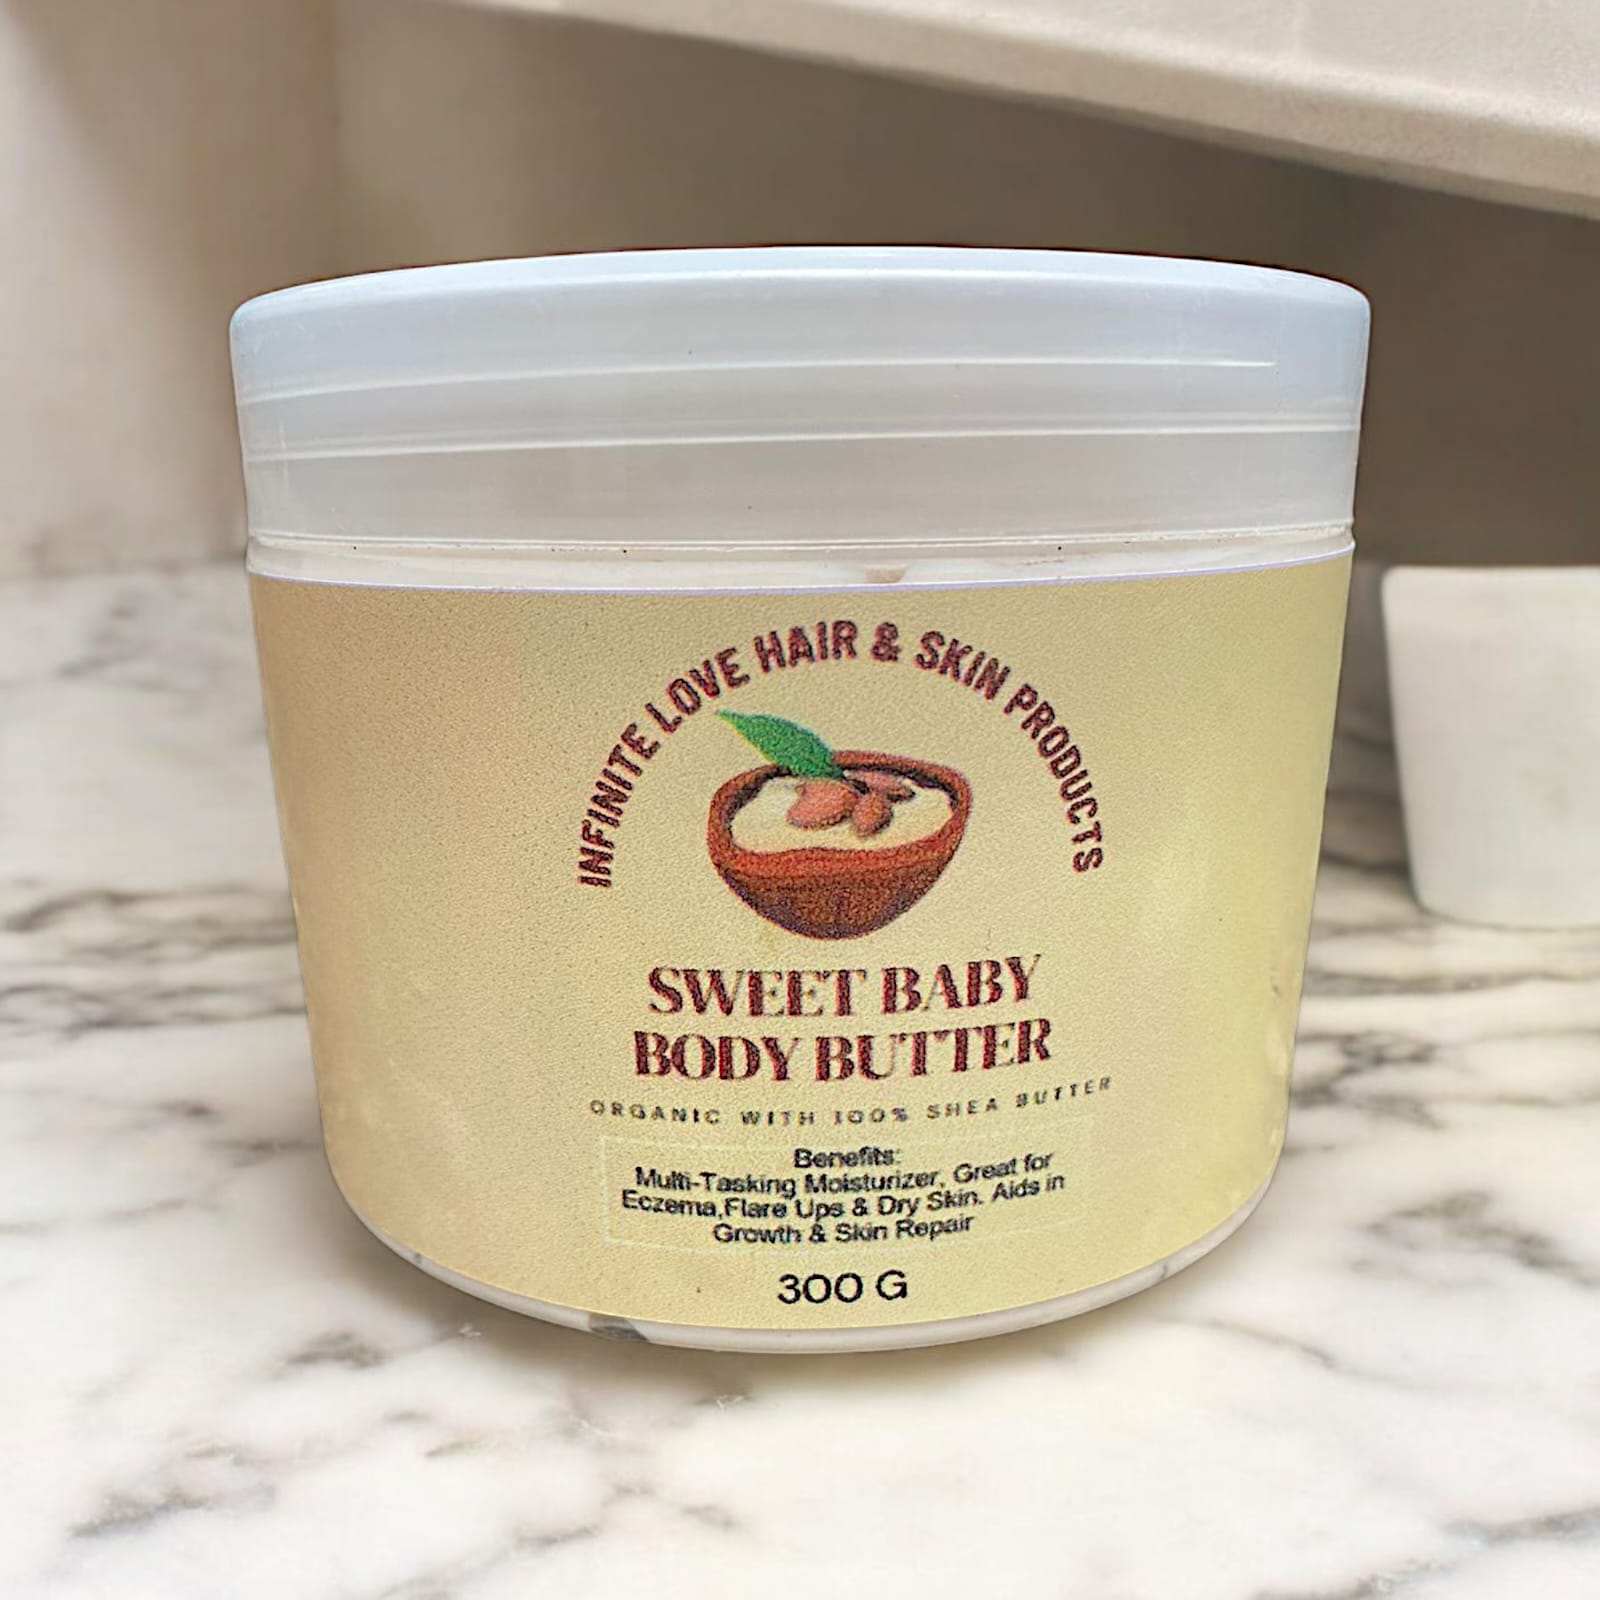 INFINITE LOVE HAIR & SKIN PRODUCTS
SWEET BABY
BODY BUTTER
ORGANIC WITH 100% SHEA BUTTER
Benefits:
Multi-Tasking Moisturizer, Great for
Eczema,Flare Ups & Dry Skin. Aids in
Growth & Skin Repair
300 G